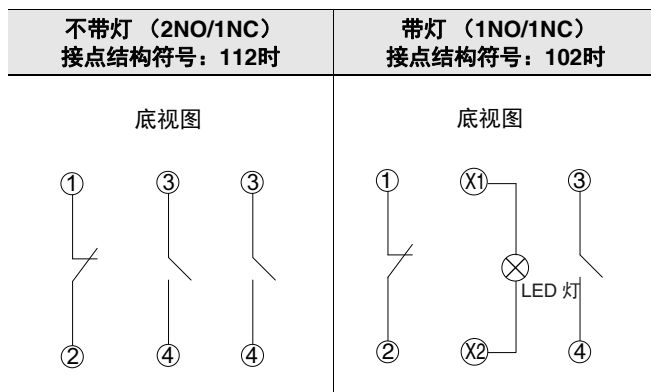 不带灯 （2NO/1NC）
接点结构符号：112时
带灯 （1NO/1NC）
接点结构符号：102时
底视图
① ③ ③
② ④ ④
底视图
① X1 ③
LED 灯
② X2 ④